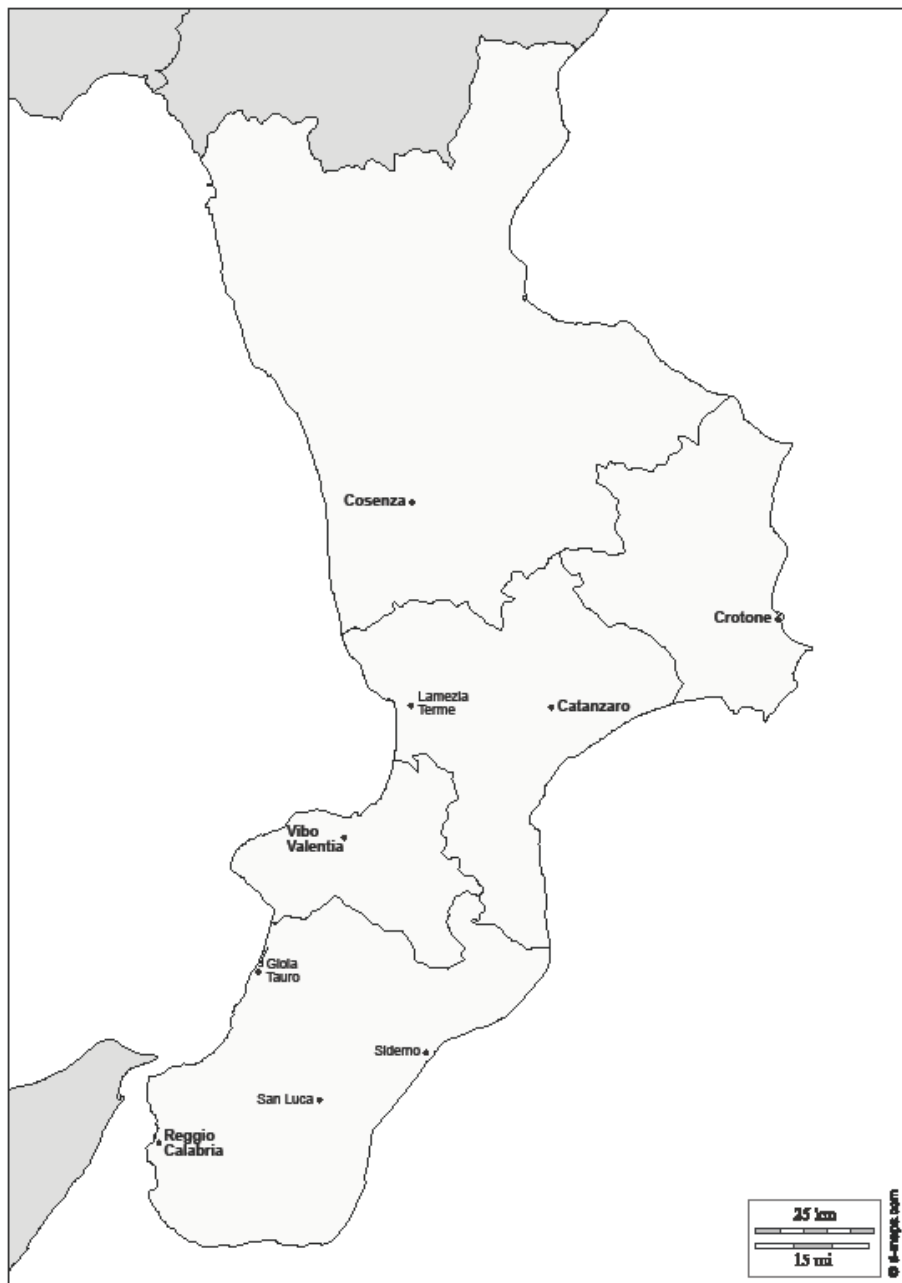 Cosenza
Crotone
Lamezia
Terme
Catanzaro
Vibo
Valentia
Gioia
Tauro
Siderno
San Luca
Reggio
Calabria
25 km
15 mi
© d-maps.com